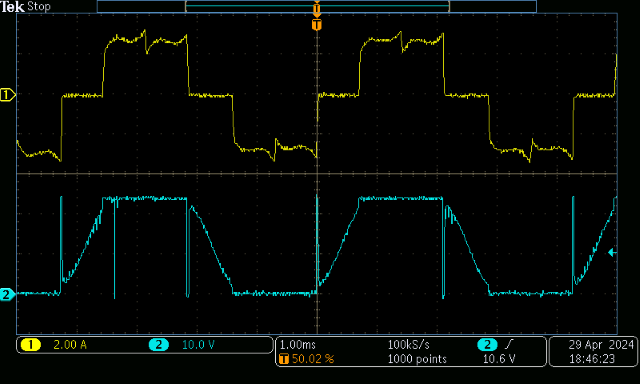 Tek Stop
T
T
1
2
1 2.00 A 2 10.0 V
1.00ms 100kS/s 2
T 50.02 % 1000 points 10.6 V
29 Apr 2024
18:46:23